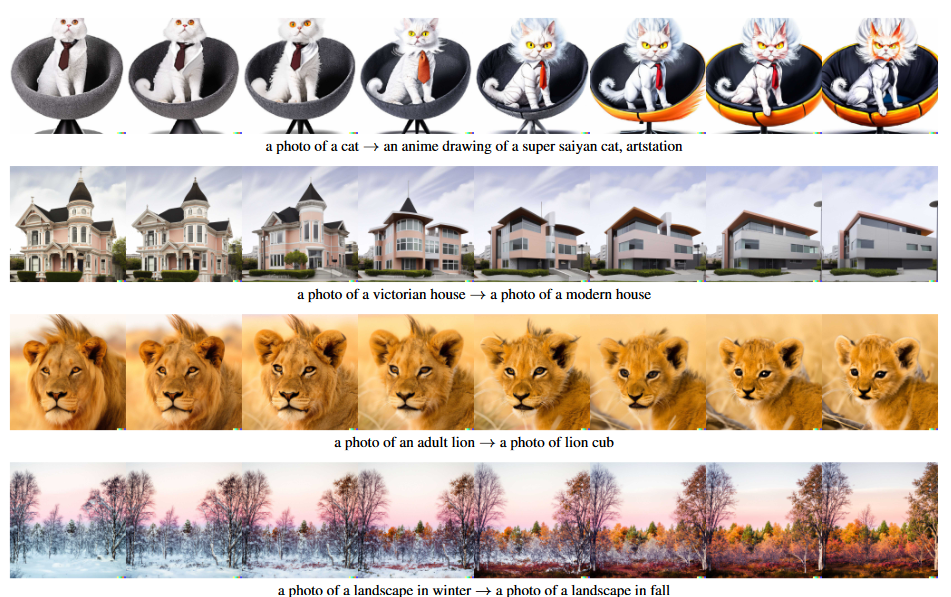 a photo of a cat → an anime drawing of a super saiyan cat, artstation
a photo of a victorian house → a photo of a modern house
a photo of an adult lion → a photo of lion cub
a photo of a landscape in winter → a photo of a landscape in fall